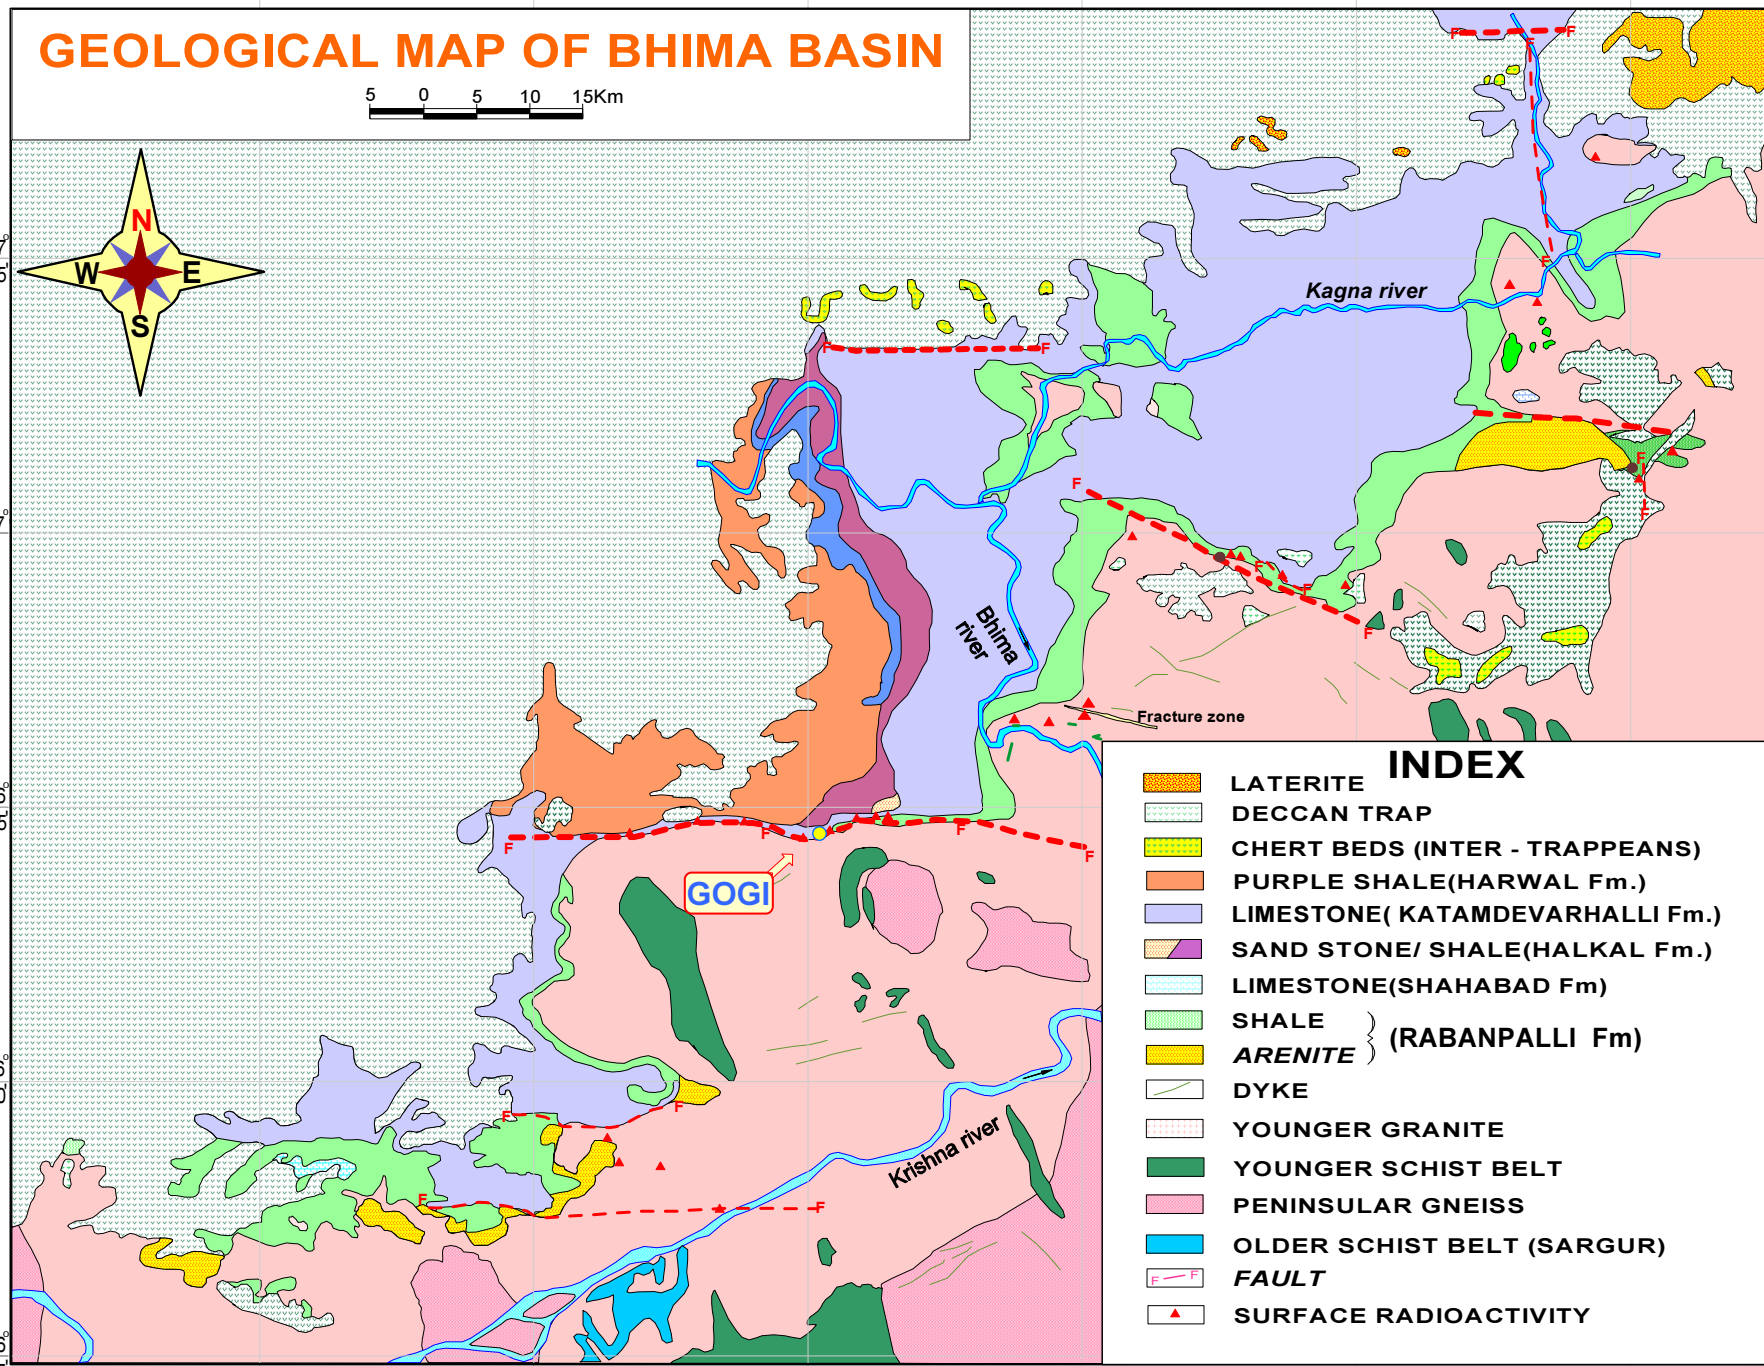 GEOLOGICAL MAP OF BHIMA BASIN
5 0 5 10 15Km
N
W E
S
F F
F
F
Kagna river
F F
F
F
F
F
F
F
F
Bhima
river
Fracture zone
F F F F
GOGI
F F
F F
Krishna river
INDEX
LATERITE
DECCAN TRAP
CHERT BEDS (INTER - TRAPPEANS)
PURPLE SHALE(HARWAL Fm.)
LIMESTONE( KATAMDEVARHALLI Fm.)
SAND STONE/ SHALE(HALKAL Fm.)
LIMESTONE(SHAHABAD Fm)
SHALE
ARENITE
(RABANPALLI Fm)
DYKE
YOUNGER GRANITE
YOUNGER SCHIST BELT
PENINSULAR GNEISS
OLDER SCHIST BELT (SARGUR)
F F FAULT
SURFACE RADIOACTIVITY